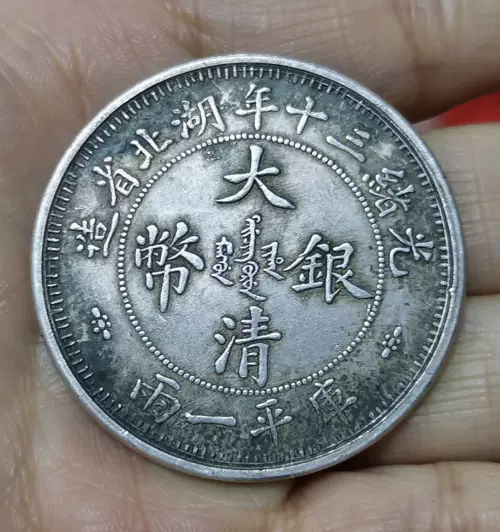 光緒三十年湖北省造
大清銀幣
庫平一兩